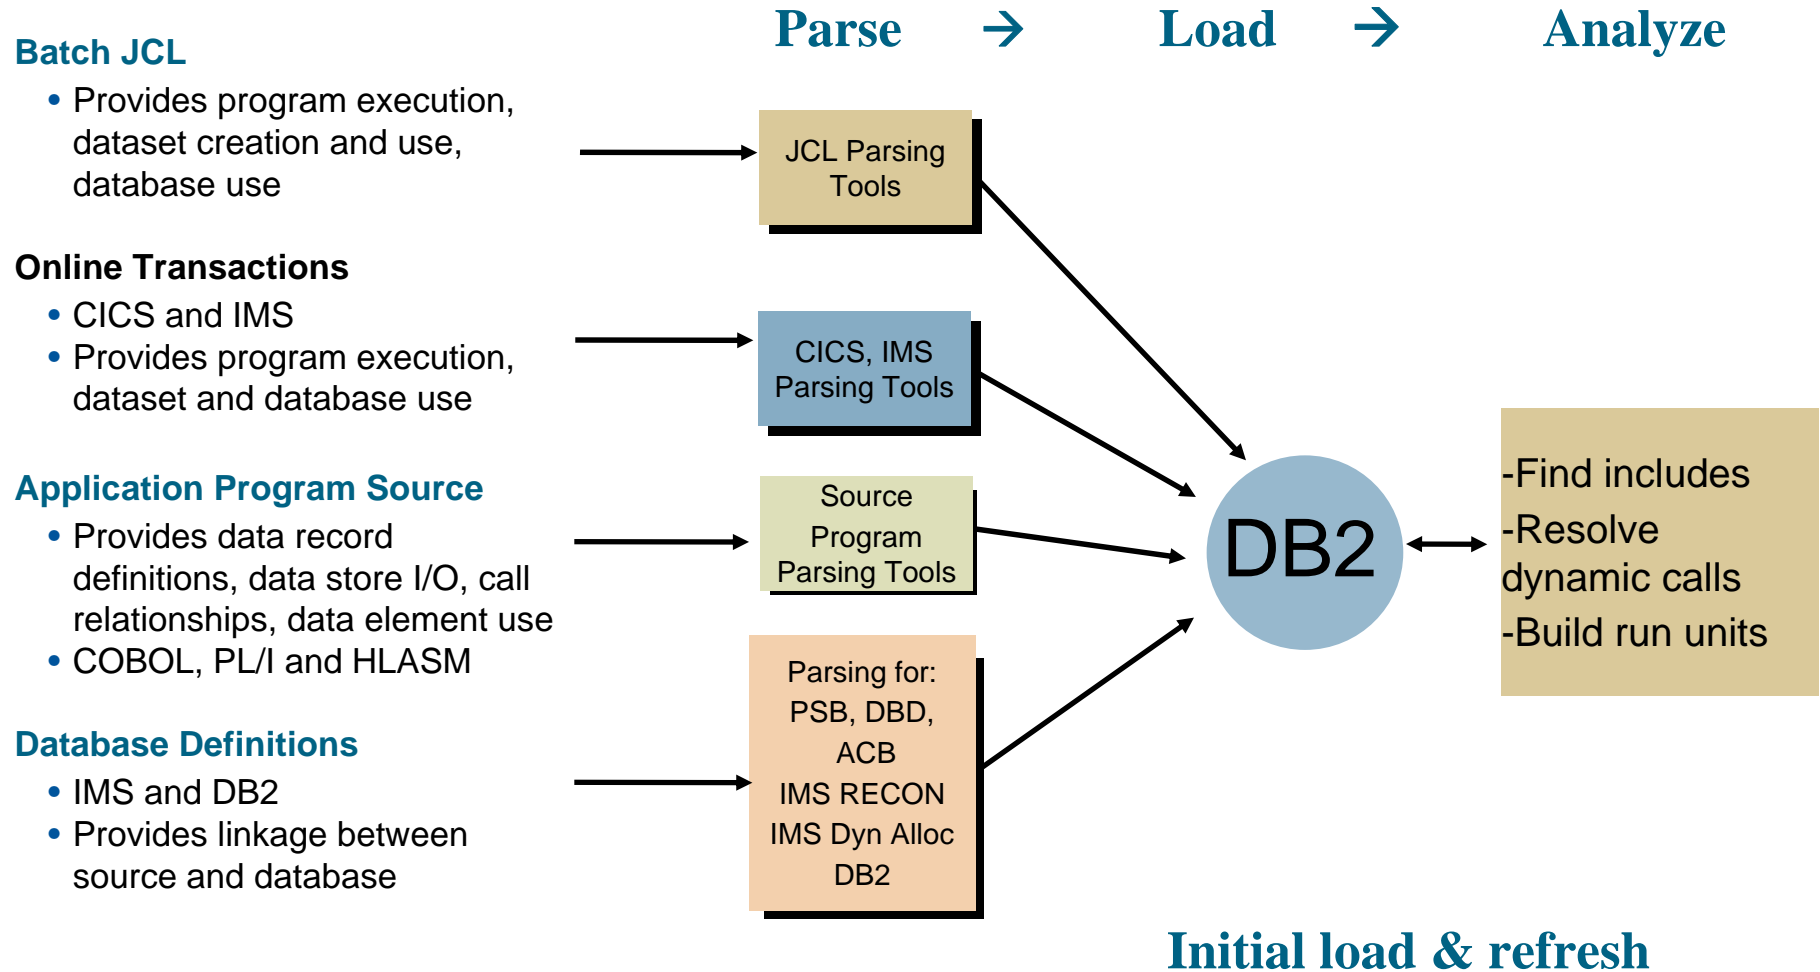 Parse → Load → Analyze
Batch JCL
• Provides program execution,
dataset creation and use,
database use
JCL Parsing
Tools
Online Transactions
• CICS and IMS
• Provides program execution,
dataset and database use
CICS, IMS
Parsing Tools
Application Program Source
• Provides data record
definitions, data store I/O, call
relationships, data element use
• COBOL, PL/I and HLASM
Source
Program
Parsing Tools
Database Definitions
• IMS and DB2
• Provides linkage between
source and database
Parsing for:
PSB, DBD,
ACB
IMS RECON
IMS Dyn Alloc
DB2
DB2
-Find includes
-Resolve
dynamic calls
-Build run units
Initial load & refresh